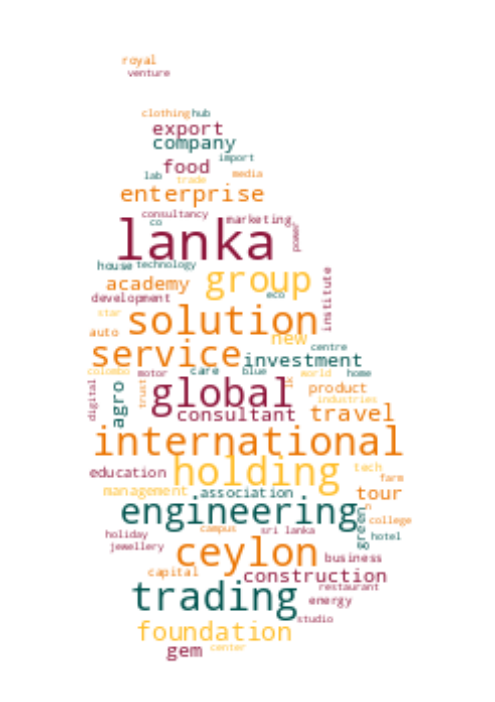 royal
venture
clothing hub
export
company
import
food
lab trade media
enterprise
consultancy
co marketing
lanka power
house technology
group
academy institute
development eco
star solution
auto new
service centre
investment
colombo motor care blue world home
digital agro trust global lk product
industries
consultant travel
international
education holding tech
farm
management association tour
engineering green n college
holiday campus sri lanka hotel
jewellery ceylon business
capital construction
restaurant
trading energy
studio
foundation
gem center